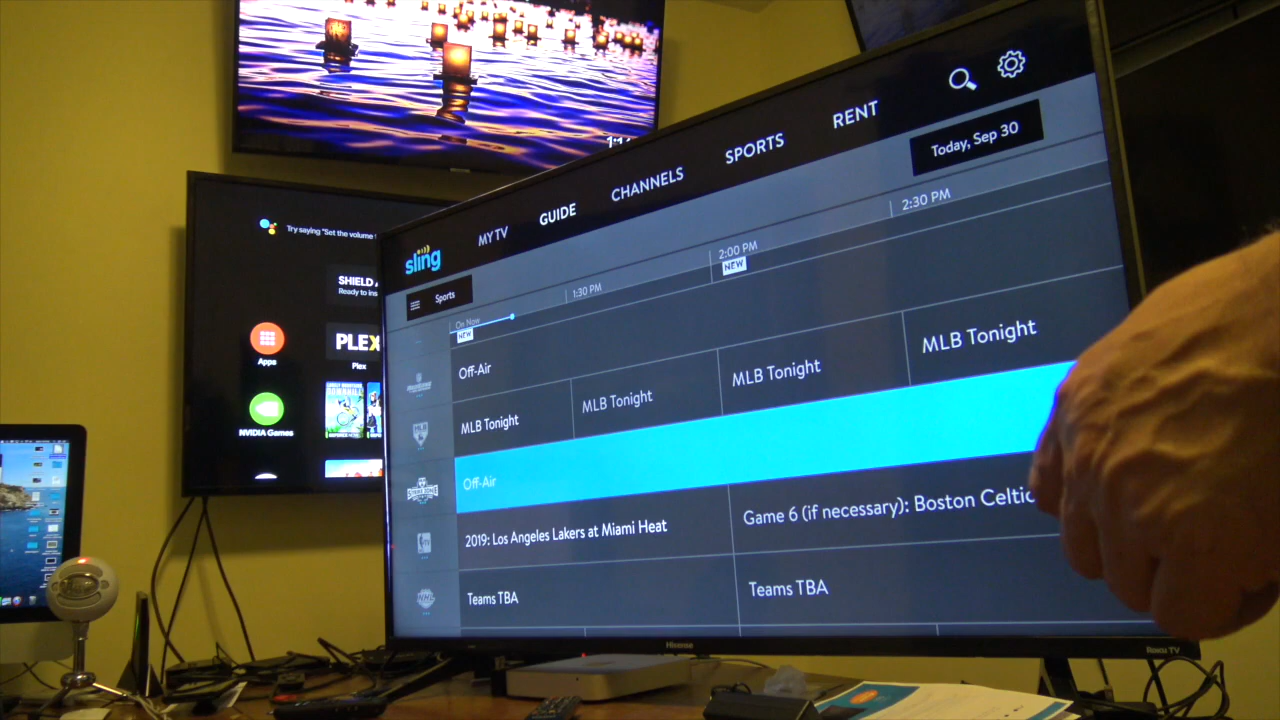 Try saying "Set the volume
SHIELD
Ready to ins
PLEX
Apps
Plex
NVIDIA Games
MY TV
GUIDE
CHANNELS
SPORTS
RENT
sling
Today, Sep 30
Sports
On Now
1:30 PM
2:00 PM
2:30 PM
NEW
NEW
Off-Air
MLB Tonight
MLB Tonight
MLB Tonight
MLB Tonight
Off-Air
2019: Los Angeles Lakers at Miami Heat
Game 6 (if necessary): Boston Celtic
Teams TBA
Teams TBA
Hisense
Roku TV